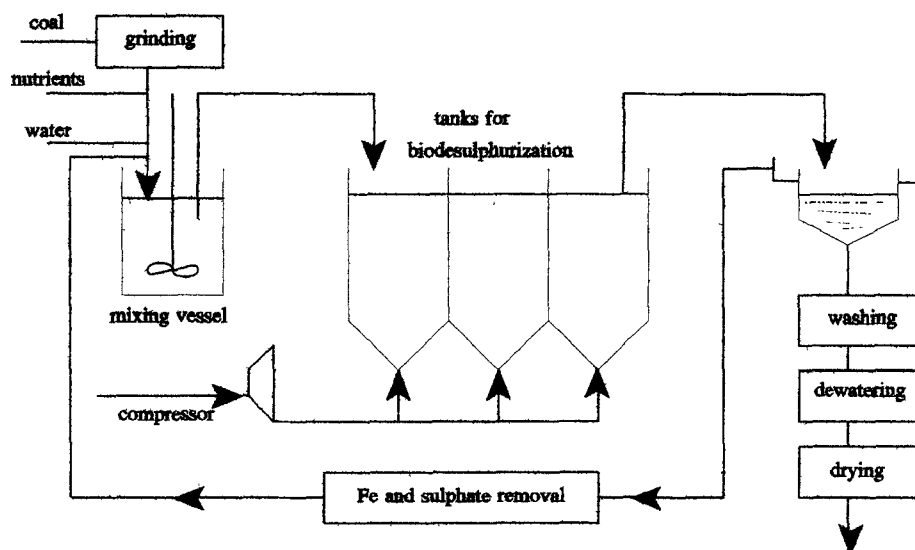 coal
grinding
nutrients
water
tanks for
biodesulphurization
mixing vessel
washing
compressor
dewatering
drying
Fe and sulphate removal